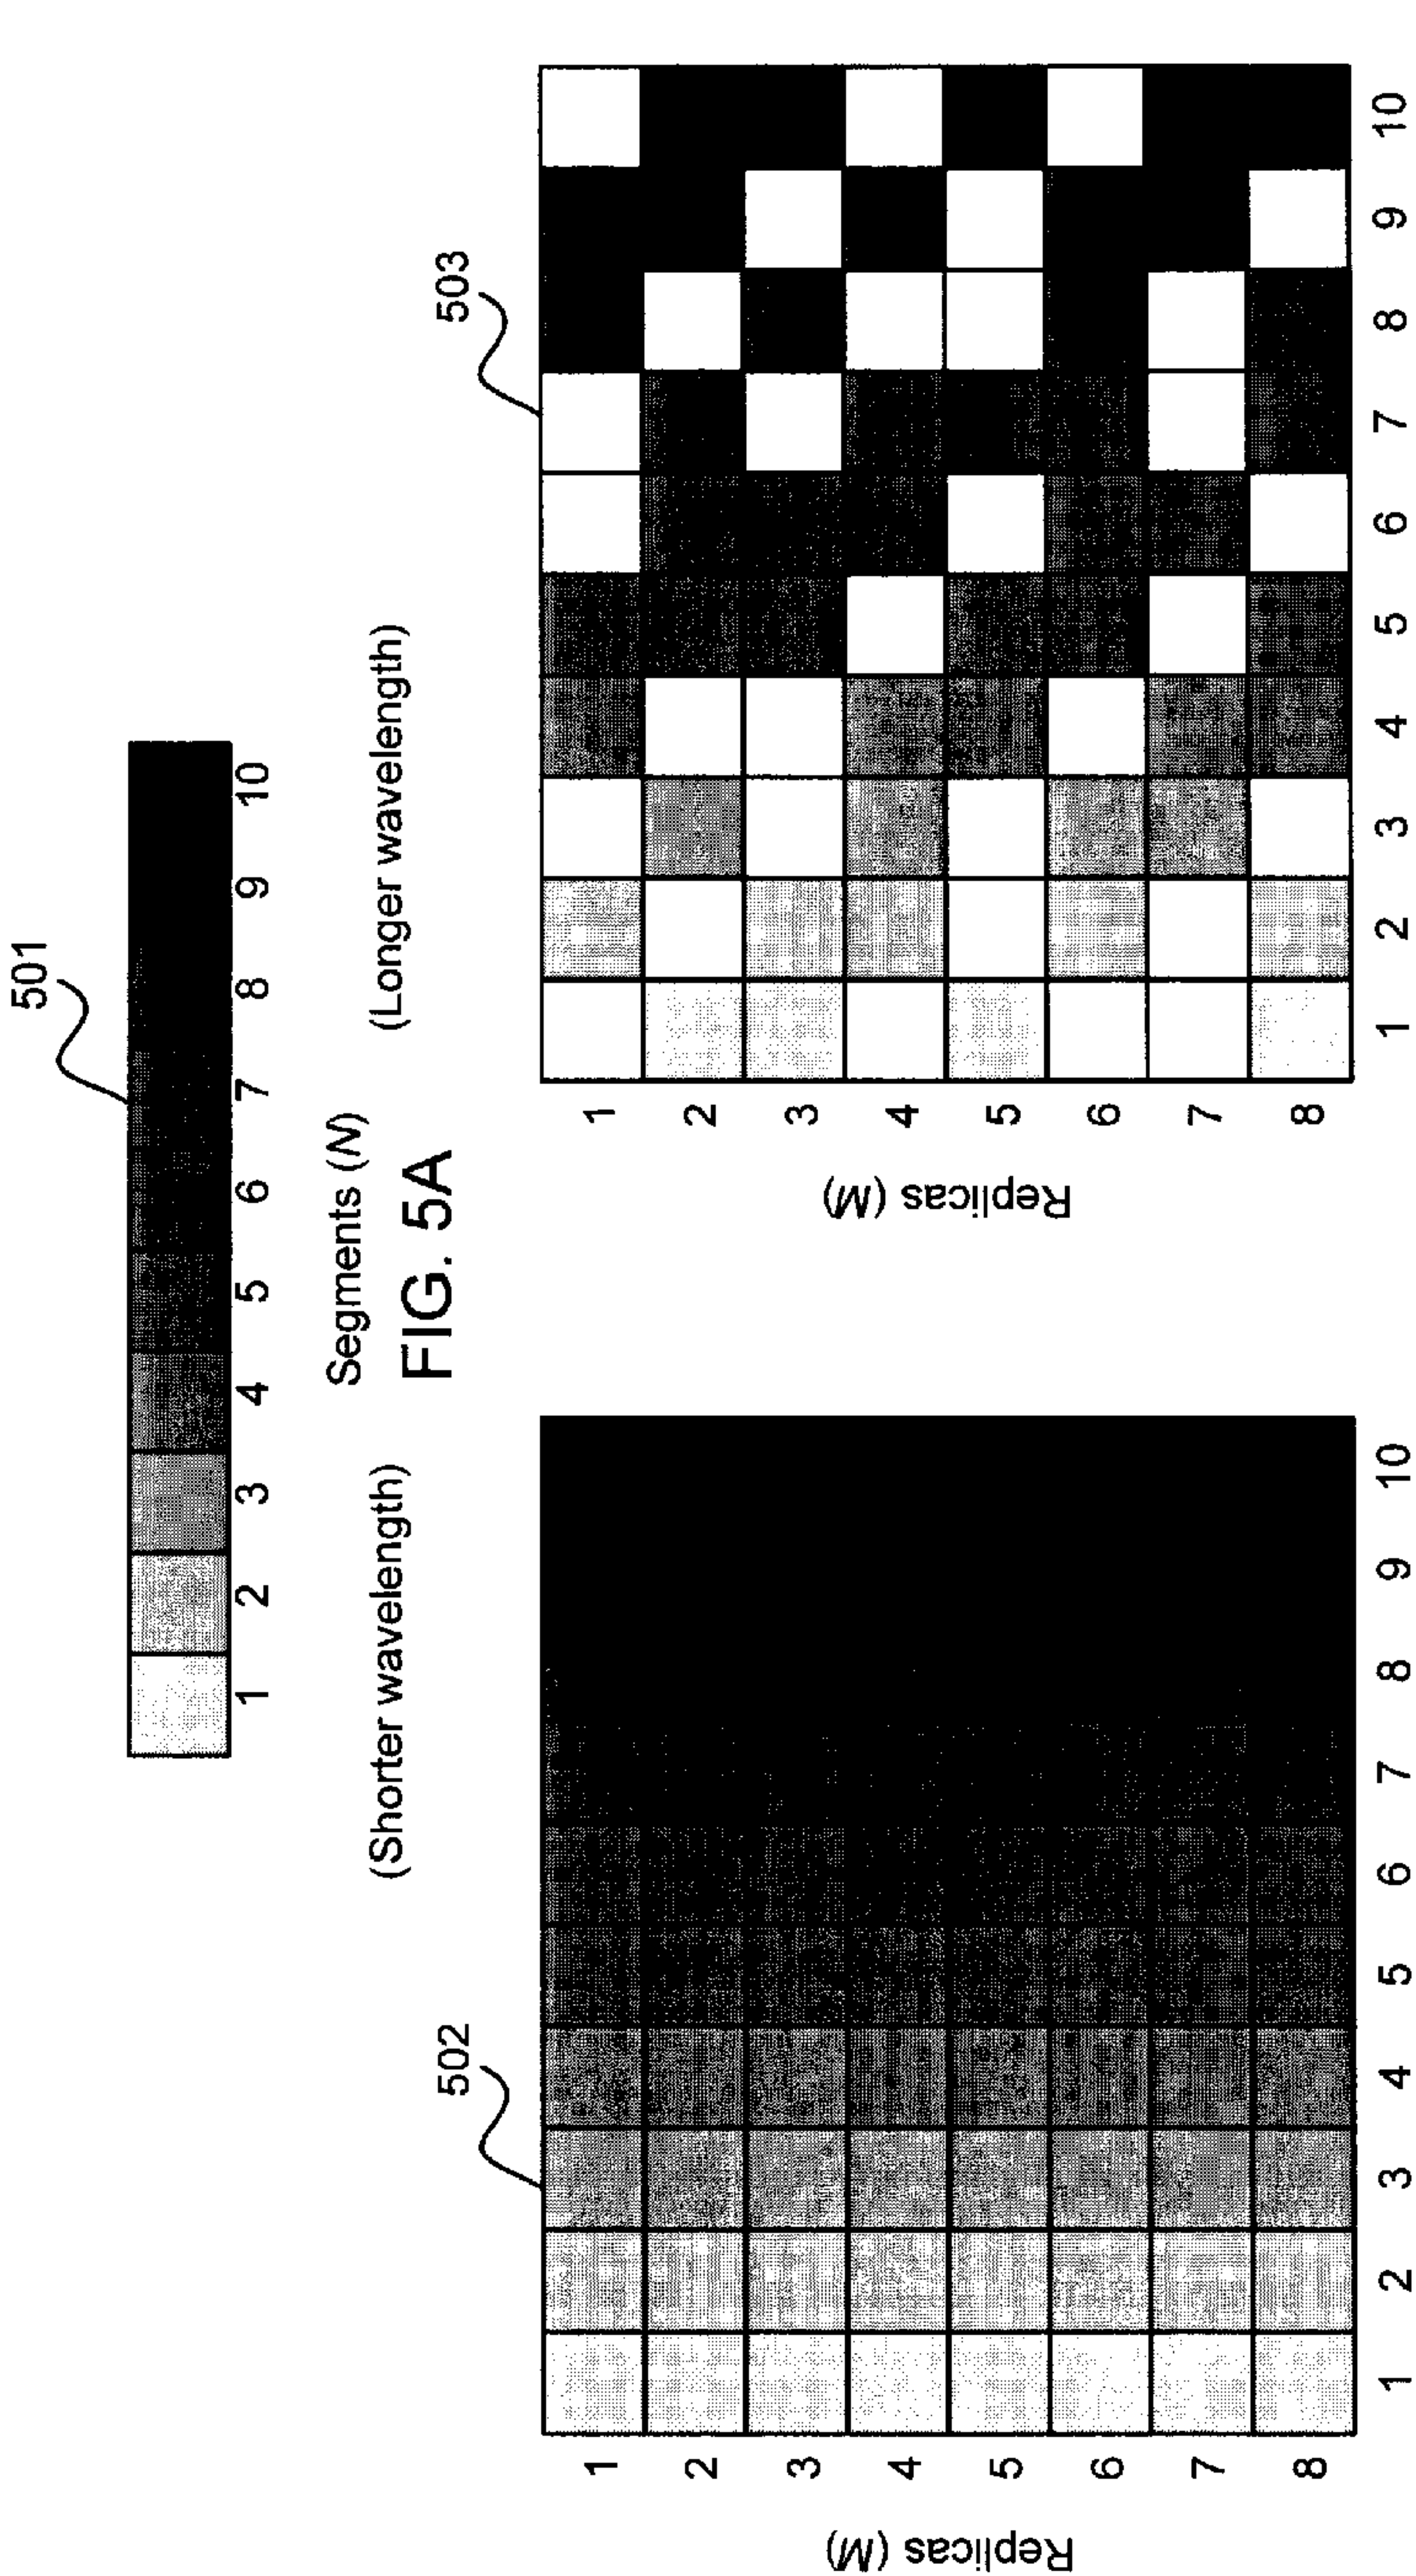 501
1 2 3 4 5 6 7 8 9 10
Segments (N)
(Shorter wavelength)
(Longer wavelength)
FIG. 5A
502
Replicas (M)
1
2
3
4
5
6
7
8
1 2 3 4 5 6 7 8 9 10
503
Replicas (M)
1
2
3
4
5
6
7
8
1 2 3 4 5 6 7 8 9 10